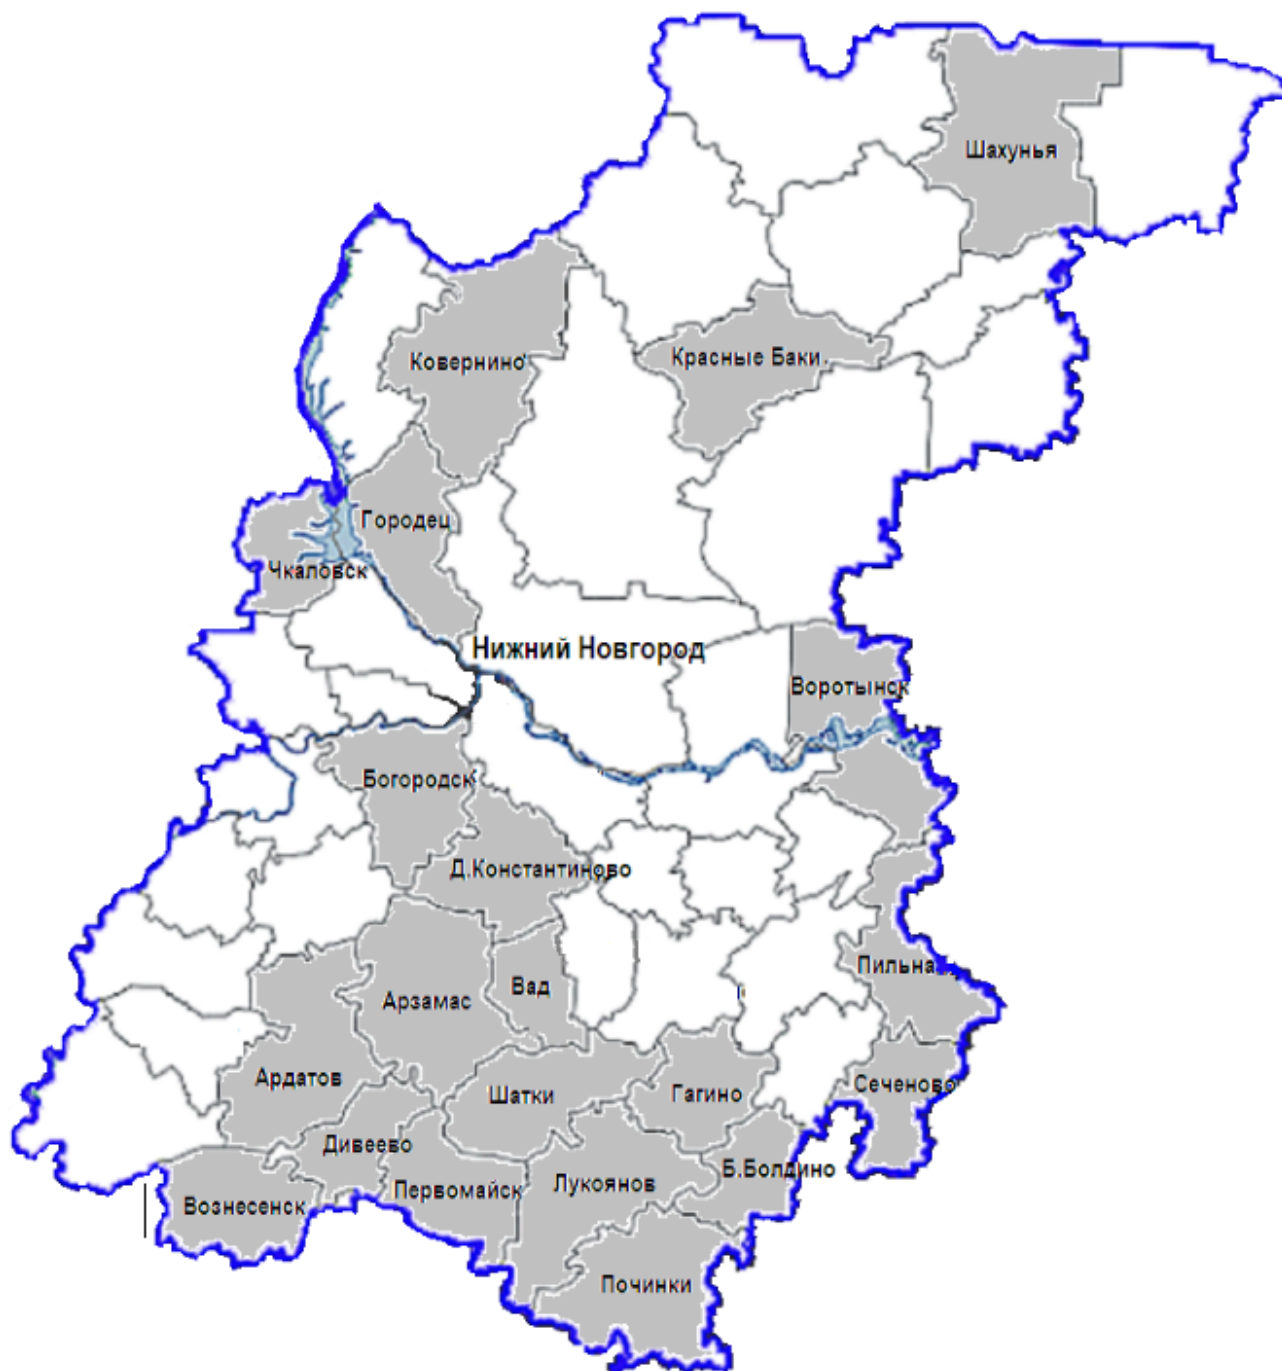 Шахунья
Ковернино
Красные Баки
Городец
Чкаловск
Нижний Новгород
Воротынск
Богородск
Д.Константиново
Пильна
Вад
Арзамас
Ардатов
Шатки
Гагино
Сеченово
Дивеево
Б.Болдино
Первомайск
Лукоянов
Вознесенск
Починки